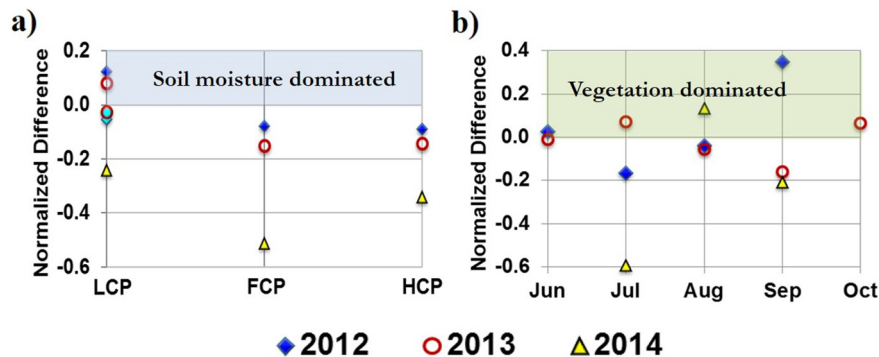 a)
Normalized Difference
0.2
0.0
-0.2
-0.4
-0.6
Soil moisture dominated
LCP FCP HCP
b)
Normalized Difference
0.4
0.2
0.0
-0.2
-0.4
-0.6
Vegetation dominated
Jun Jul Aug Sep Oct
2012 2013 2014